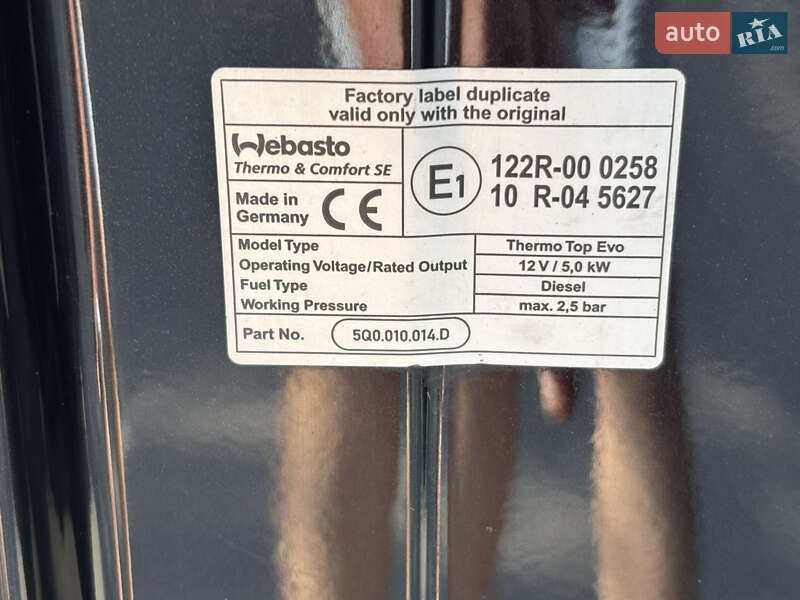 auto RIA
.com
Factory label duplicate
valid only with the original
Webasto
Thermo & Comfort SE
Made in
Germany
CE
E1
122R-00 0258
10 R-04 5627
Model Type Thermo Top Evo
Operating Voltage/Rated Output 12 V / 5,0 kW
Fuel Type Diesel
Working Pressure max. 2,5 bar
Part No. 5Q0.010.014.D